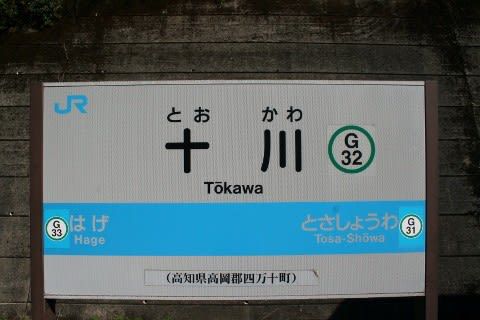 JR
とお かわ
十 川
G
32
Tōkawa
G
33
はげ
Hage
とさしょうわ
Tosa-Shōwa
G
31
(高知県高岡郡四万十町)